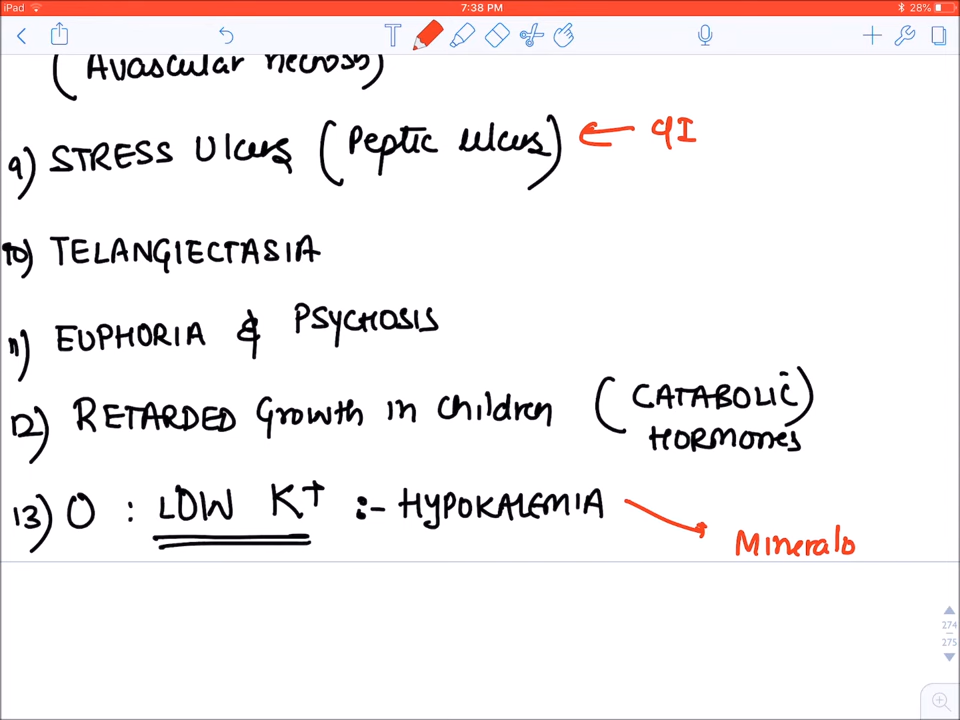 iPad 7:38 PM 28%
T
(Avascular necrosis)
9) STRESS Ulcers (Peptic ulcers) ← GI
10) TELANGIECTASIA
11) EUPHORIA & PSYCHOSIS
12) RETARDED Growth in children (CATABOLIC HORMONES)
13) O : LOW K+ :- HYPOKALEMIA → Mineralo
274
275